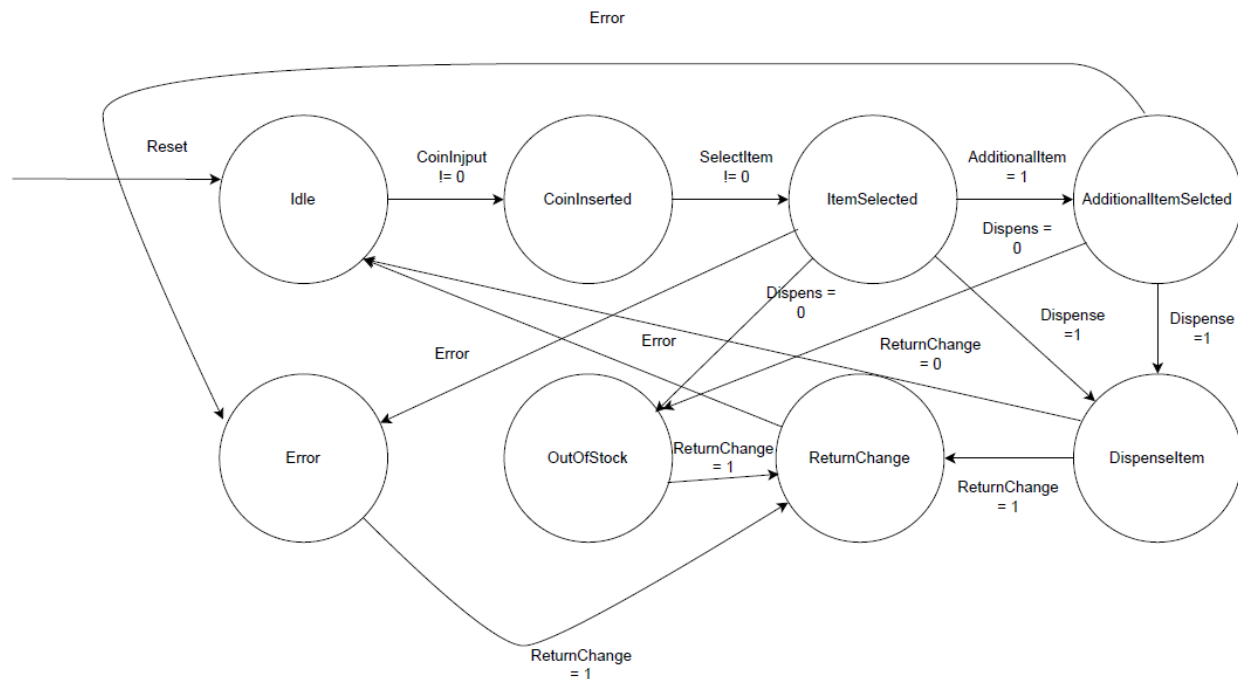 Error
Reset
CoinInjput
!= 0
SelectItem
!= 0
AdditionalItem
= 1
Idle
CoinInserted
ItemSelected
AdditionalItemSelcted
Dispens =
0
Dispens =
0
Dispense
=1
Dispense
=1
Error
Error
ReturnChange
= 0
Error
OutOfStock
ReturnChange
= 1
ReturnChange
DispenseItem
ReturnChange
= 1
ReturnChange
= 1